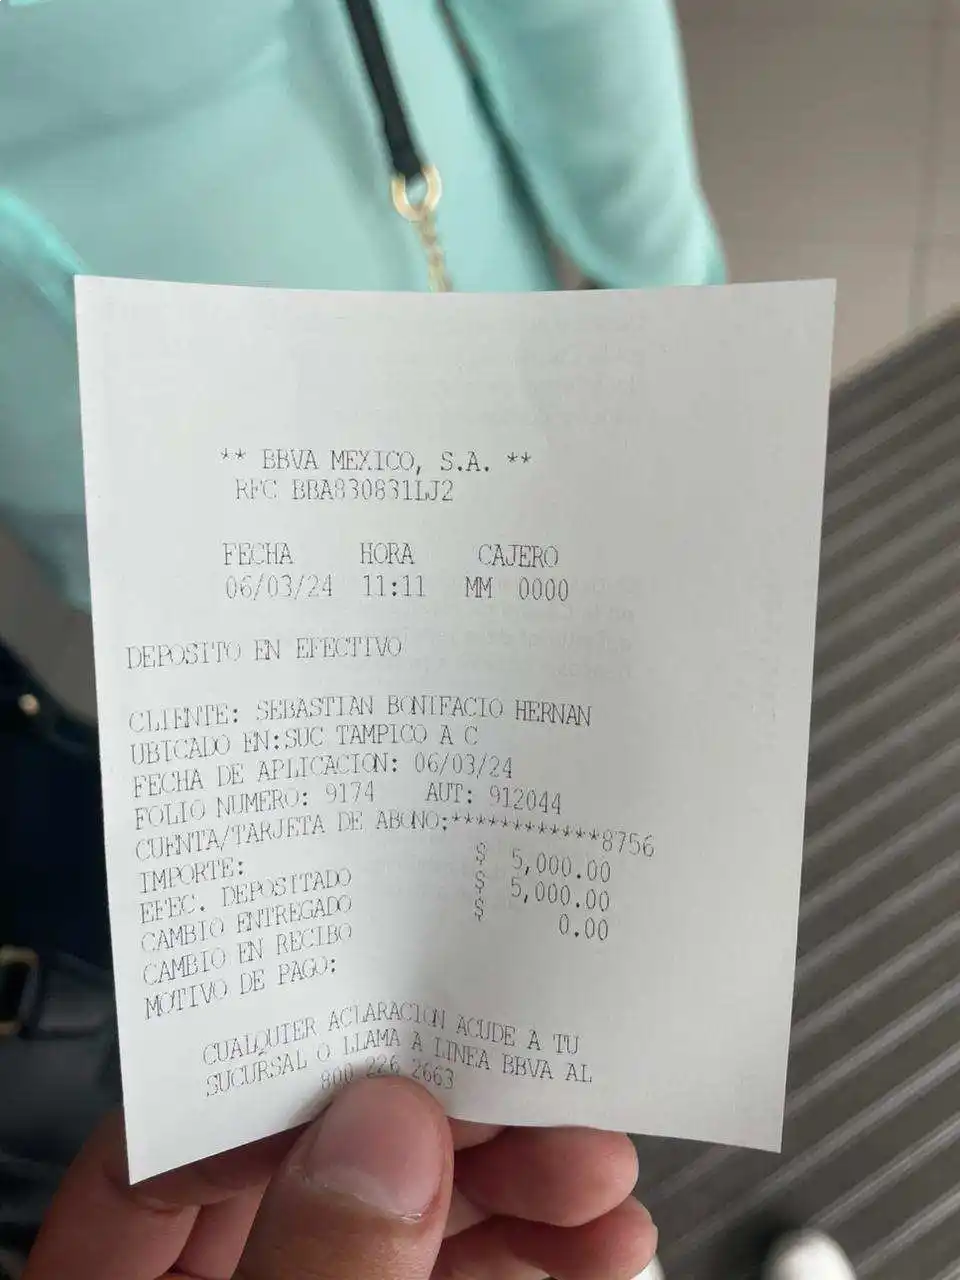 ** BBVA MEXICO, S.A. **
RFC BBA830831LJ2
FECHA HORA CAJERO
06/03/24 11:11 MM 0000
DEPOSITO EN EFECTIVO
CLIENTE: SEBASTIAN BONIFACIO HERNAN
UBICADO EN:SUC TAMPICO A C
FECHA DE APLICACION: 06/03/24
FOLIO NUMERO: 9174 AUT: 912044
CUENTA/TARJETA DE ABONO:************8756
IMPORTE: $ 5,000.00
EFEC. DEPOSITADO $ 5,000.00
CAMBIO ENTREGADO $ 0.00
CAMBIO EN RECIBO
MOTIVO DE PAGO:
CUALQUIER ACLARACION ACUDE A TU
SUCURSAL O LLAMA A LINEA BBVA AL
800 226 2663